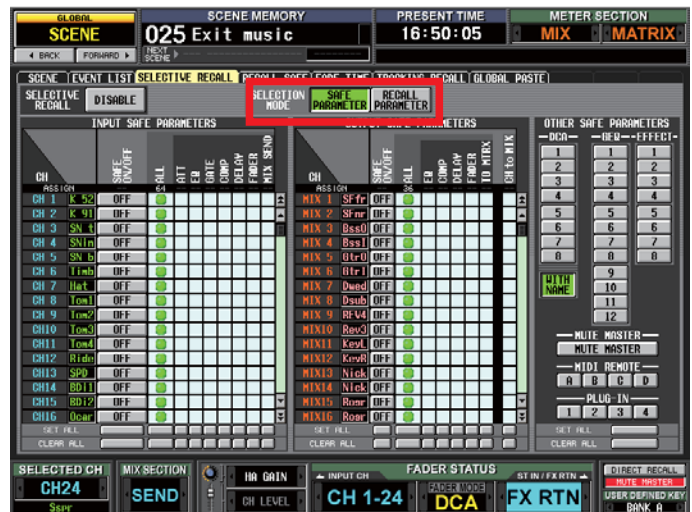 GLOBAL SCENE MEMORY PRESENT TIME METER SECTION
SCENE 025 Exit music 16:50:05 MIX MATRIX
BACK FORWARD NEXT SCENE
SCENE EVENT LIST SELECTIVE RECALL RECALL SAFE FADE TIME TRACKING RECALL GLOBAL PASTE
SELECTIVE RECALL DISABLE SELECTION MODE SAFE PARAMETER RECALL PARAMETER
INPUT SAFE PARAMETERS
CH SAFE ON/OFF ALL ATT EQ GATE COMP DELAY FADER MIX SEND
ASSIGN 64
CH 1 K 52 OFF
CH 2 K 91 OFF
CH 3 SN t OFF
CH 4 SNin OFF
CH 5 SN b OFF
CH 6 Timb OFF
CH 7 Hat OFF
CH 8 Tom1 OFF
CH 9 Tom2 OFF
CH10 Tom3 OFF
CH11 Tom4 OFF
CH12 Ride OFF
CH13 SPD OFF
CH14 BDi1 OFF
CH15 BDi2 OFF
CH16 Ocar OFF
SET ALL
CLEAR ALL
OUTPUT SAFE PARAMETERS
CH SAFE ON/OFF ALL EQ COMP DELAY FADER TO MTRX CH to MIX
ASSIGN 36
MIX 1 SFfr OFF
MIX 2 SFnr OFF
MIX 3 BssO OFF
MIX 4 BssI OFF
MIX 5 GtrO OFF
MIX 6 GtrI OFF
MIX 7 Dwed OFF
MIX 8 Dsub OFF
MIX 9 REV4 OFF
MIX10 Rev3 OFF
MIX11 KevL OFF
MIX12 KevR OFF
MIX13 Nick OFF
MIX14 Nick OFF
MIX15 Rosr OFF
MIX16 Rosr OFF
SET ALL
CLEAR ALL
OTHER SAFE PARAMETERS
DCA GEQ EFFECT
1 1 1
2 2 2
3 3 3
4 4 4
5 5 5
6 6 6
7 7 7
8 8 8
WITH NAME 9
10
11
12
MUTE MASTER
MUTE MASTER
MIDI REMOTE
A B C D
PLUG-IN
1 2 3 4
SET ALL
CLEAR ALL
SELECTED CH MIX SECTION HA GAIN INPUT CH FADER STATUS ST IN / FX RTN DIRECT RECALL
MUTE MASTER
CH24 SEND CH LEVEL CH 1-24 FADER MODE DCA FX RTN USER DEFINED KEY
Sspr BANK A